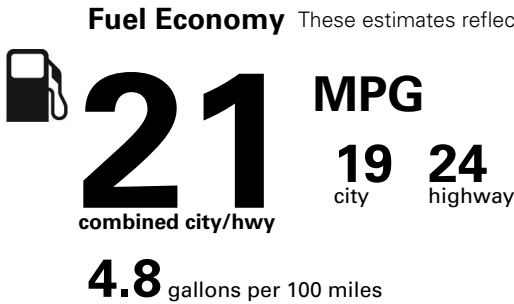 Fuel Economy These estimates
21 MPG
19 24
city highway
combined city/hwy
4.8 gallons per 100 miles